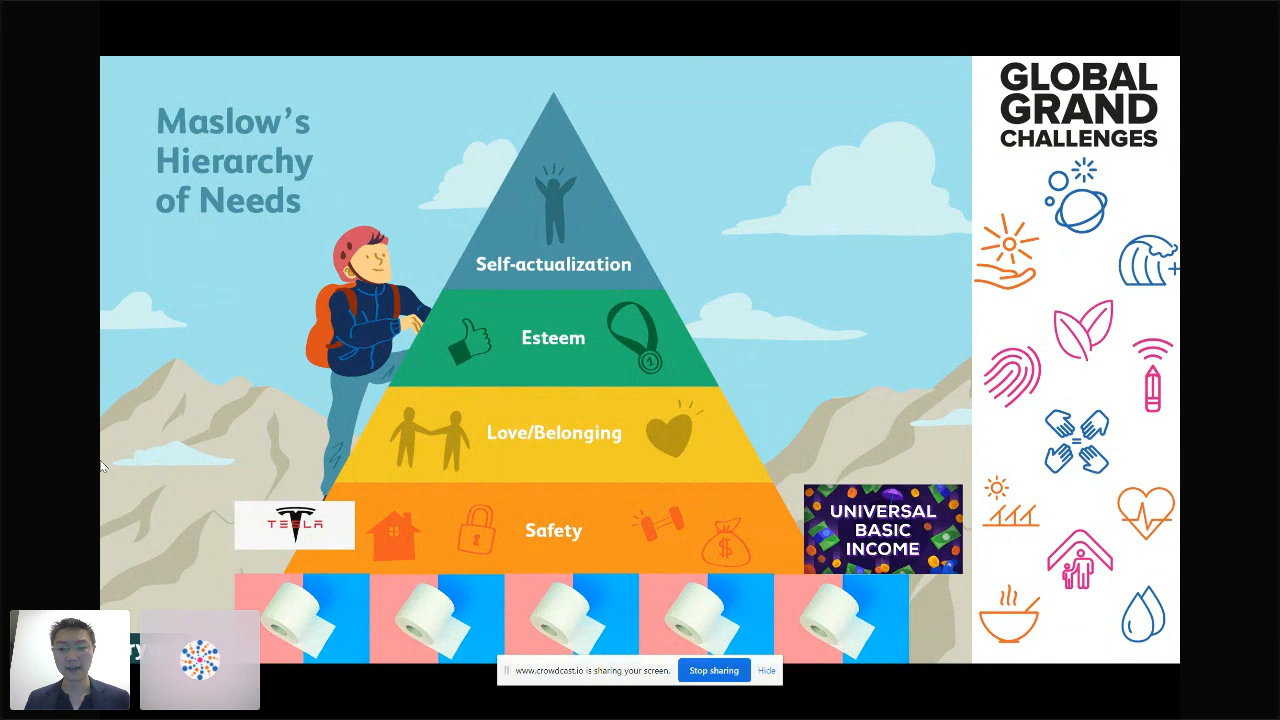 Maslow's
Hierarchy
of Needs
GLOBAL
GRAND
CHALLENGES
Self-actualization
Esteem
1
Love/Belonging
TESLA
Safety
$
UNIVERSAL
BASIC
INCOME
www.crowdcast.io is sharing your screen.
Stop sharing
Hide